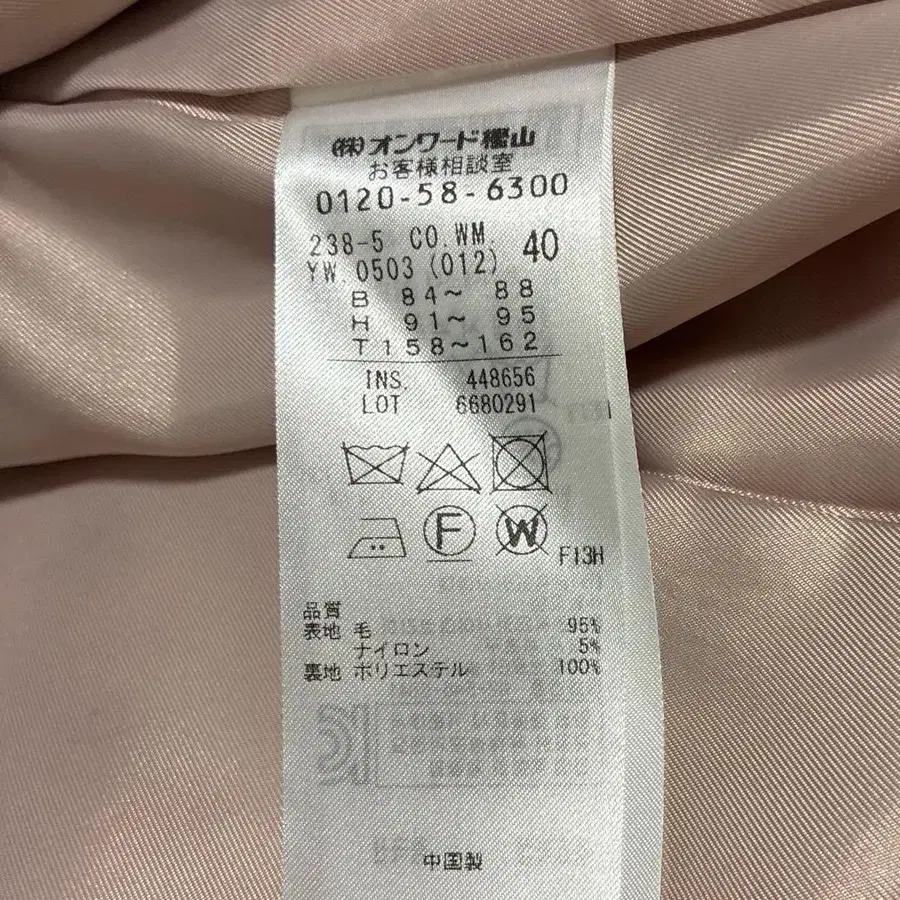 (株)オンワード樫山
お客様相談室
0120-58-6300
238-5 CO.WM. 40
YW.0503(012)
B 84～ 88
H 91～ 95
T158～162
INS. 448656
LOT 6680291
F
W
F13H
品質
表地 毛 95%
ナイロン 5%
裏地 ポリエステル 100%
中国製